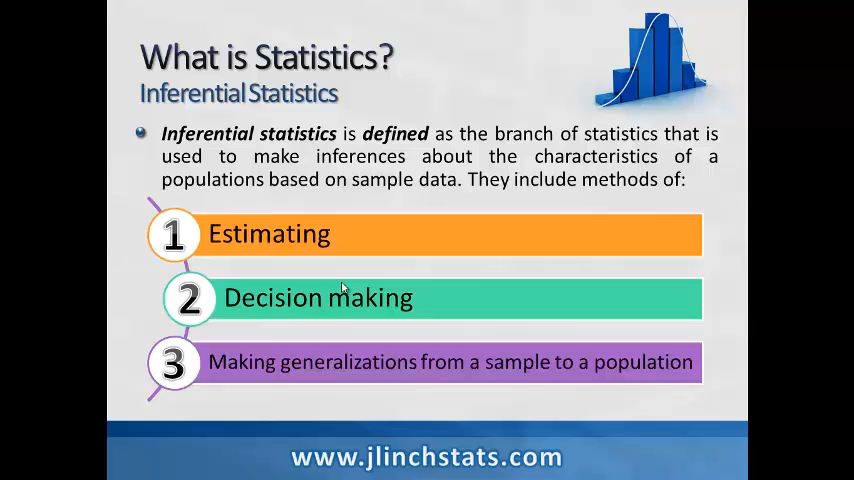 What is Statistics?
Inferential Statistics
Inferential statistics is defined as the branch of statistics that is
used to make inferences about the characteristics of a
populations based on sample data. They include methods of:
1 Estimating
2 Decision making
3 Making generalizations from a sample to a population
www.jlinchstats.com